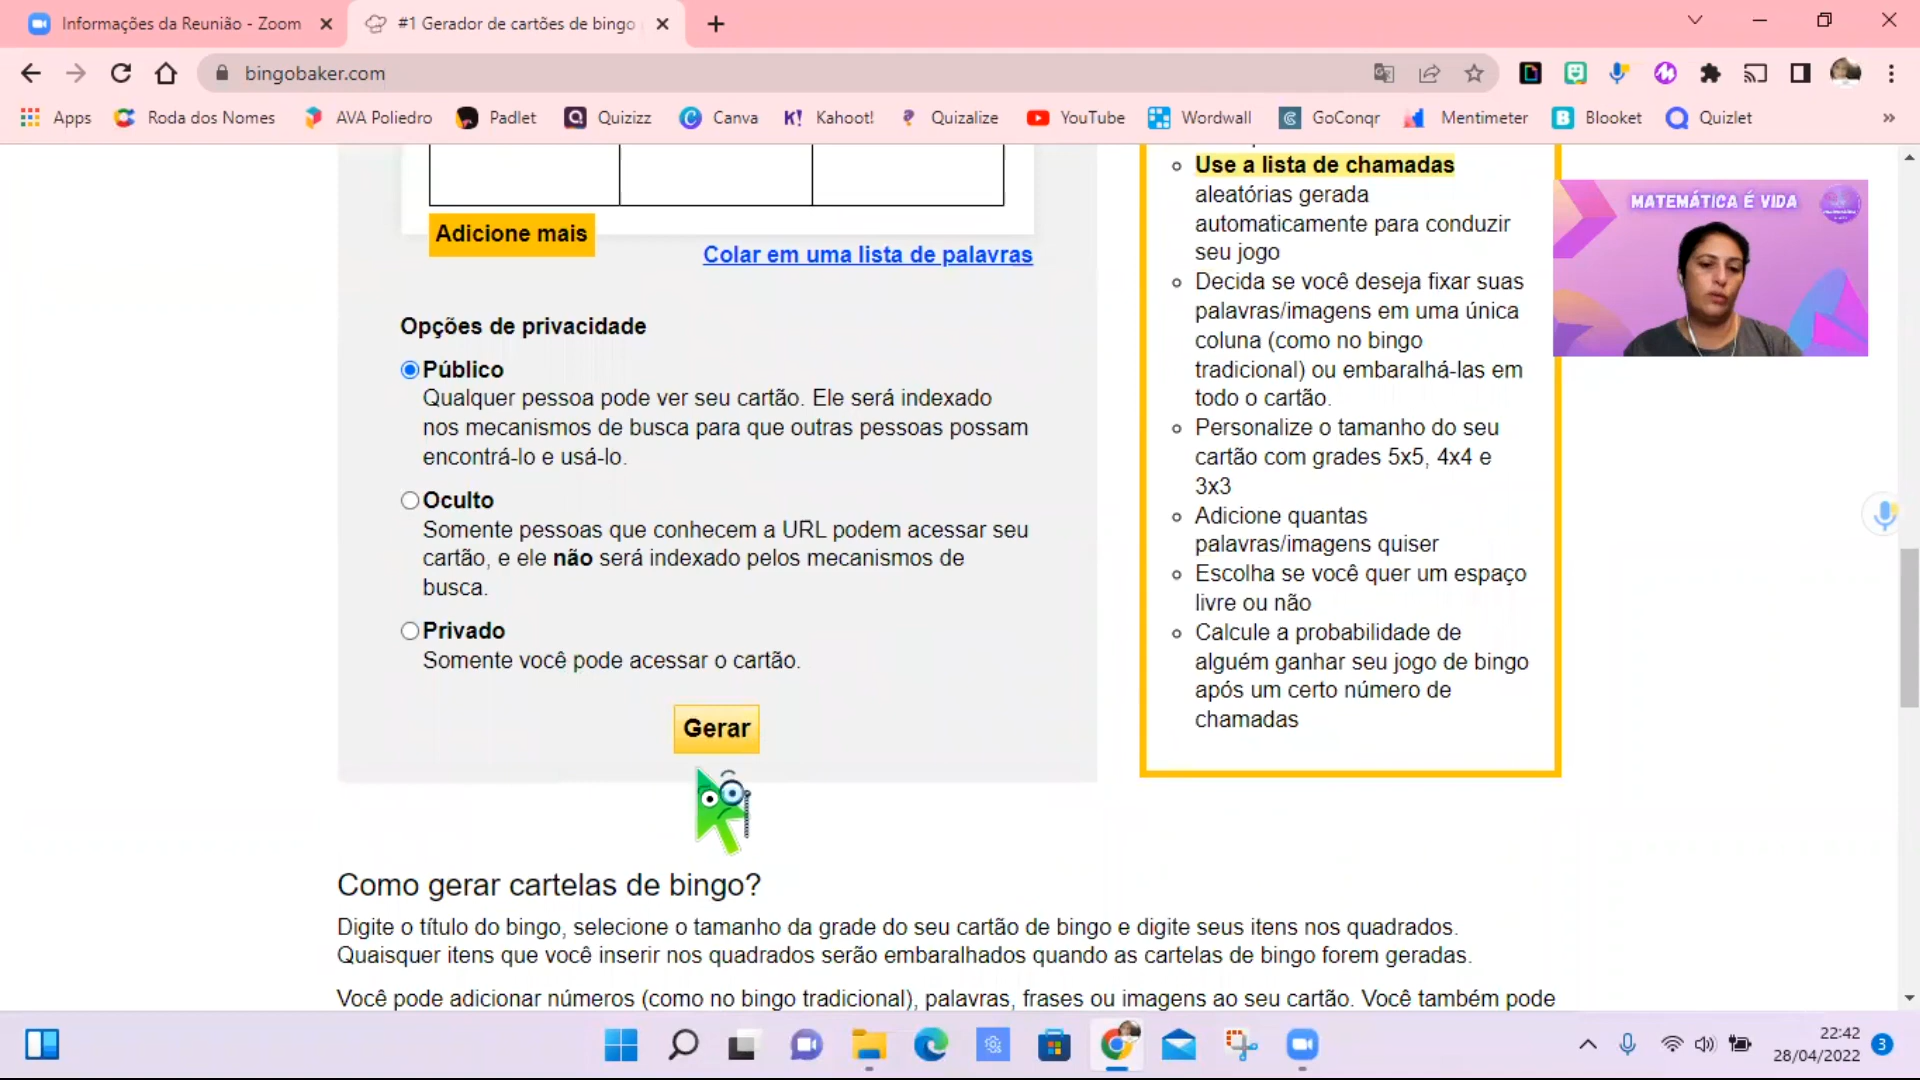 Informações da Reunião - Zoom
#1 Gerador de cartões de bingo
bingobaker.com
Apps
Roda dos Nomes
AVA Poliedro
Padlet
Quizizz
Canva
K! Kahoot!
Quizalize
YouTube
Wordwall
GoConqr
Mentimeter
B Blooket
Quizlet
»
Adicione mais
Colar em uma lista de palavras
Opções de privacidade
Público
Qualquer pessoa pode ver seu cartão. Ele será indexado
nos mecanismos de busca para que outras pessoas possam
encontrá-lo e usá-lo.
Oculto
Somente pessoas que conhecem a URL podem acessar seu
cartão, e ele não será indexado pelos mecanismos de
busca.
Privado
Somente você pode acessar o cartão.
Gerar
Use a lista de chamadas
aleatórias gerada
automaticamente para conduzir
seu jogo
Decida se você deseja fixar suas
palavras/imagens em uma única
coluna (como no bingo
tradicional) ou embaralhá-las em
todo o cartão.
Personalize o tamanho do seu
cartão com grades 5x5, 4x4 e
3x3
Adicione quantas
palavras/imagens quiser
Escolha se você quer um espaço
livre ou não
Calcule a probabilidade de
alguém ganhar seu jogo de bingo
após um certo número de
chamadas
MATEMÁTICA É VIDA
Como gerar cartelas de bingo?
Digite o título do bingo, selecione o tamanho da grade do seu cartão de bingo e digite seus itens nos quadrados.
Quaisquer itens que você inserir nos quadrados serão embaralhados quando as cartelas de bingo forem geradas.
Você pode adicionar números (como no bingo tradicional), palavras, frases ou imagens ao seu cartão. Você também pode
22:42
28/04/2022
3